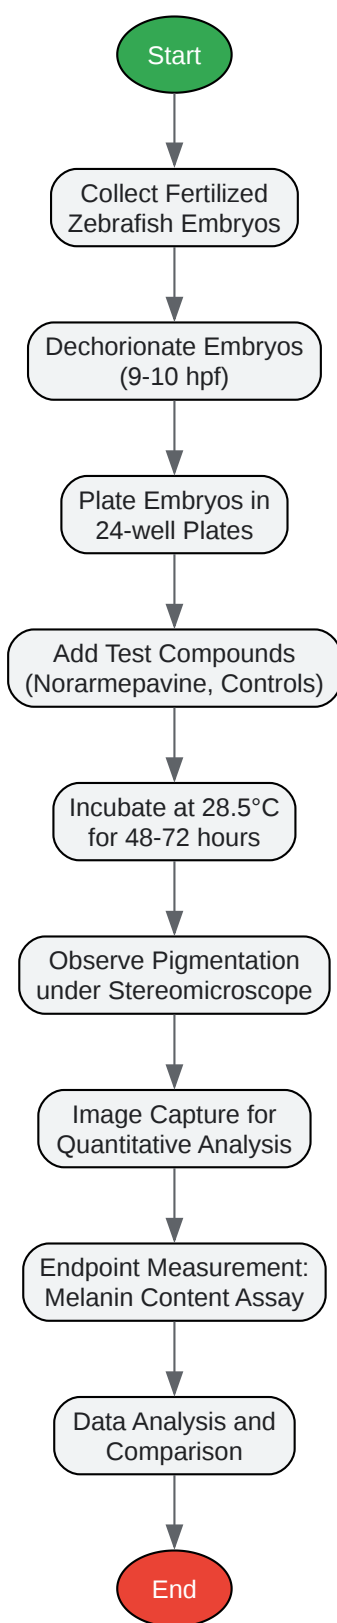 Start
Collect Fertilized
Zebrafish Embryos
Dechorionate Embryos
(9-10 hpf)
Plate Embryos in
24-well Plates
Add Test Compounds
(Norarmepavine, Controls)
Incubate at 28.5°C
for 48-72 hours
Observe Pigmentation
under Stereomicroscope
Image Capture for
Quantitative Analysis
Endpoint Measurement:
Melanin Content Assay
Data Analysis and
Comparison
End